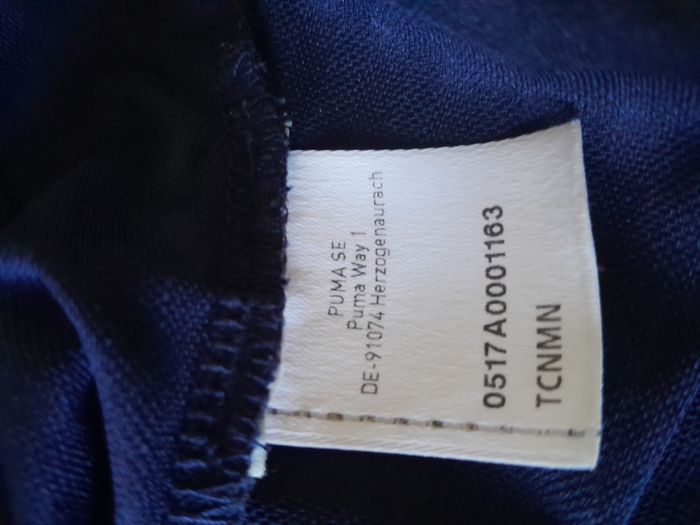 PUMA SE
Puma Way 1
DE-91074 Herzogenaurach
0517A0001163
TCNMN